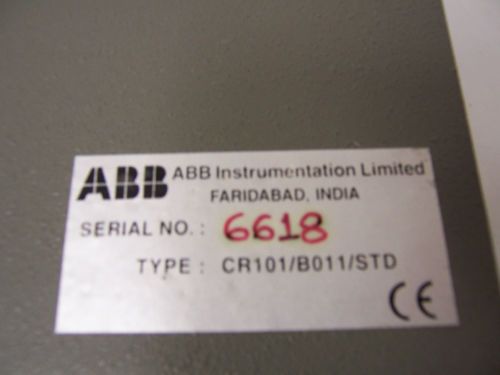 ABB ABB Instrumentation Limited
FARIDABAD, INDIA
SERIAL NO.: 6618
TYPE : CR101/B011/STD
CE